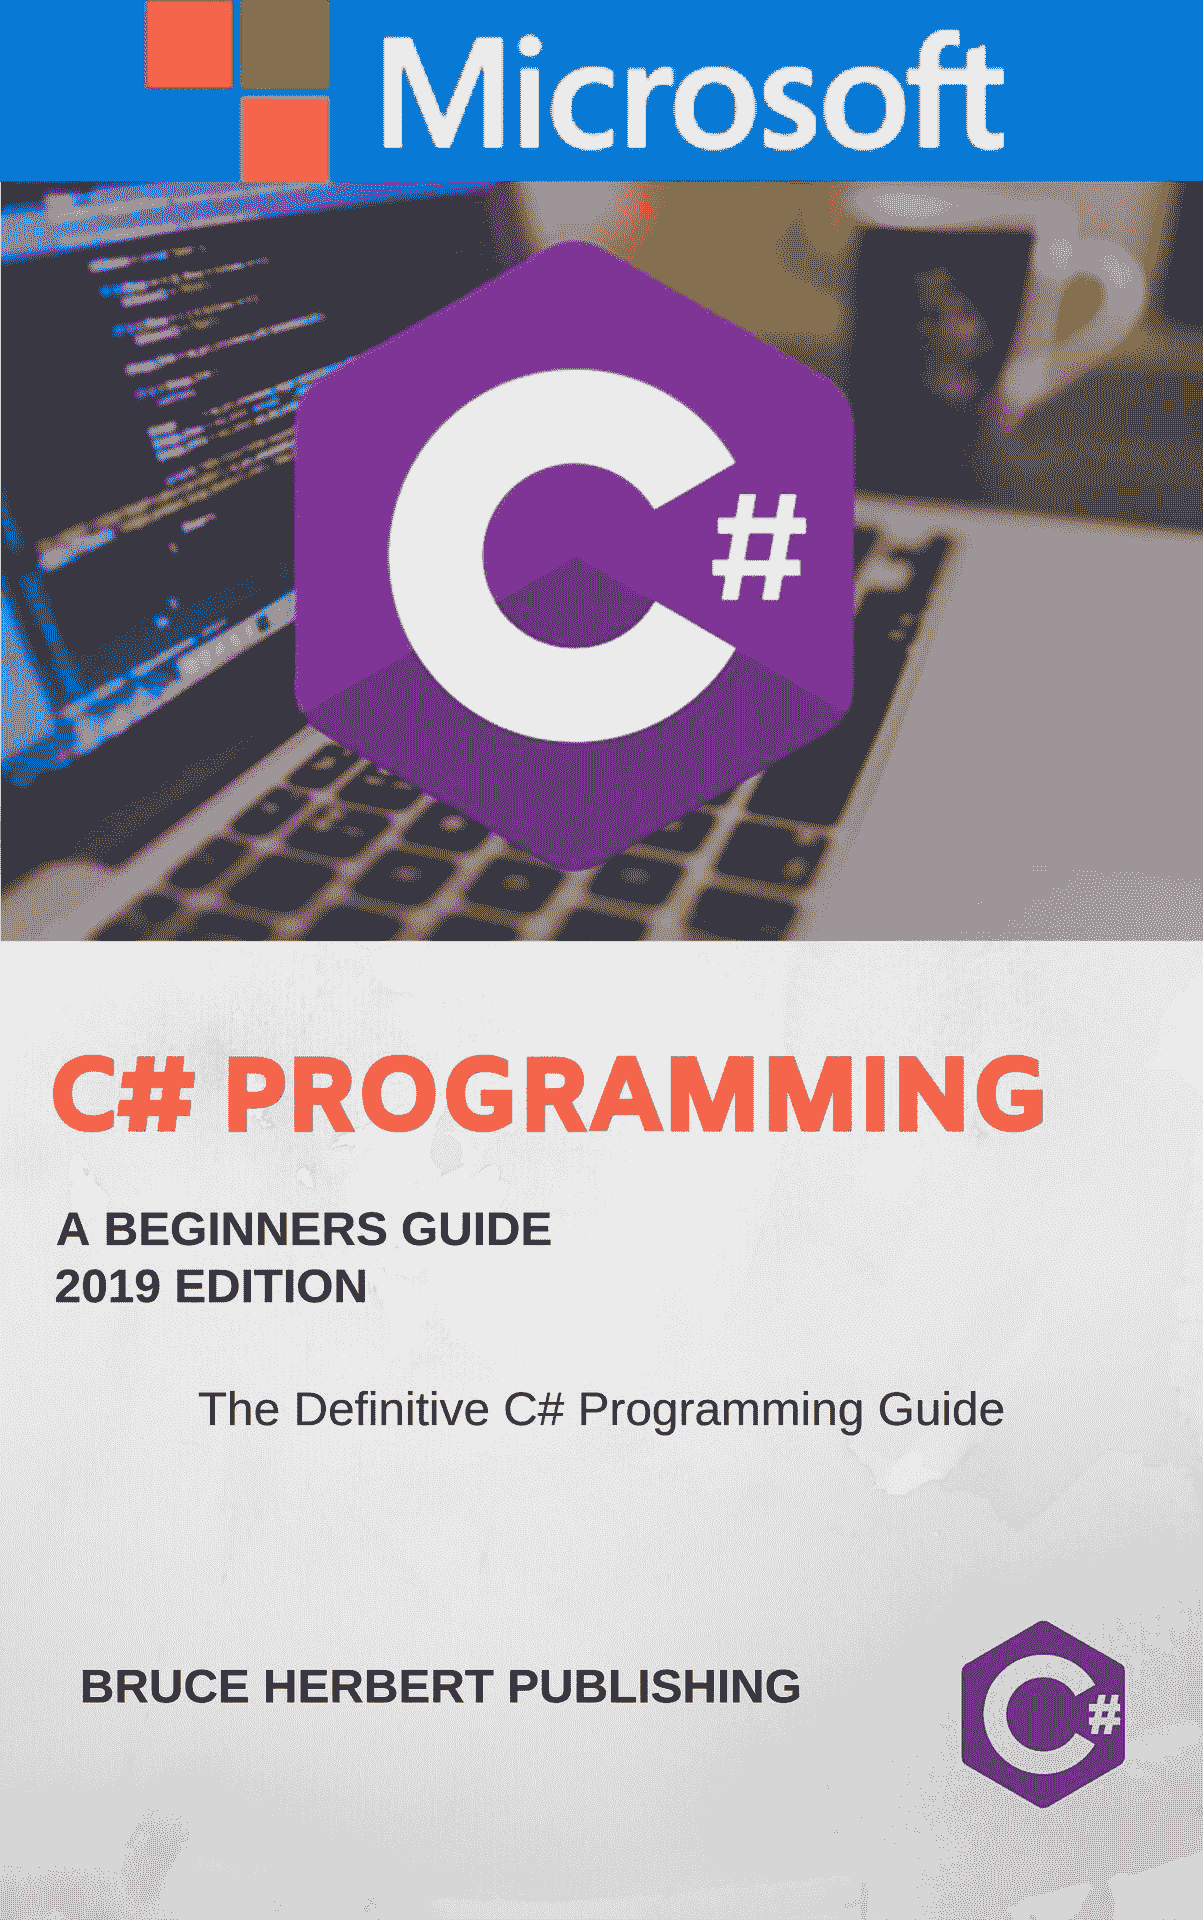 Microsoft
C#
C# PROGRAMMING
A BEGINNERS GUIDE
2019 EDITION
The Definitive C# Programming Guide
BRUCE HERBERT PUBLISHING
C#